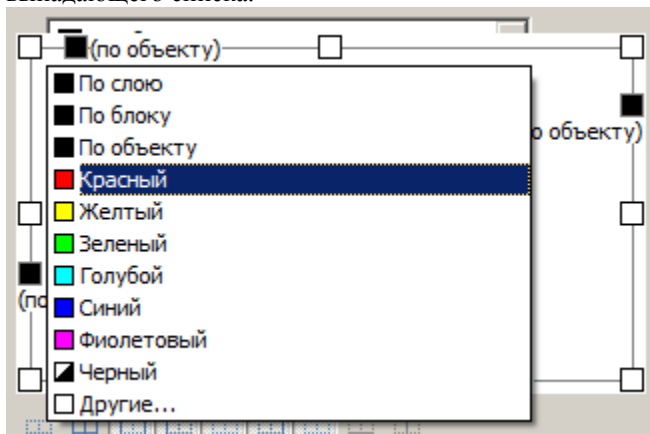 (по объекту)
По слою
По блоку
По объекту
о объекту)
Красный
Желтый
Зеленый
Голубой
(по
Синий
Фиолетовый
Черный
Другие...